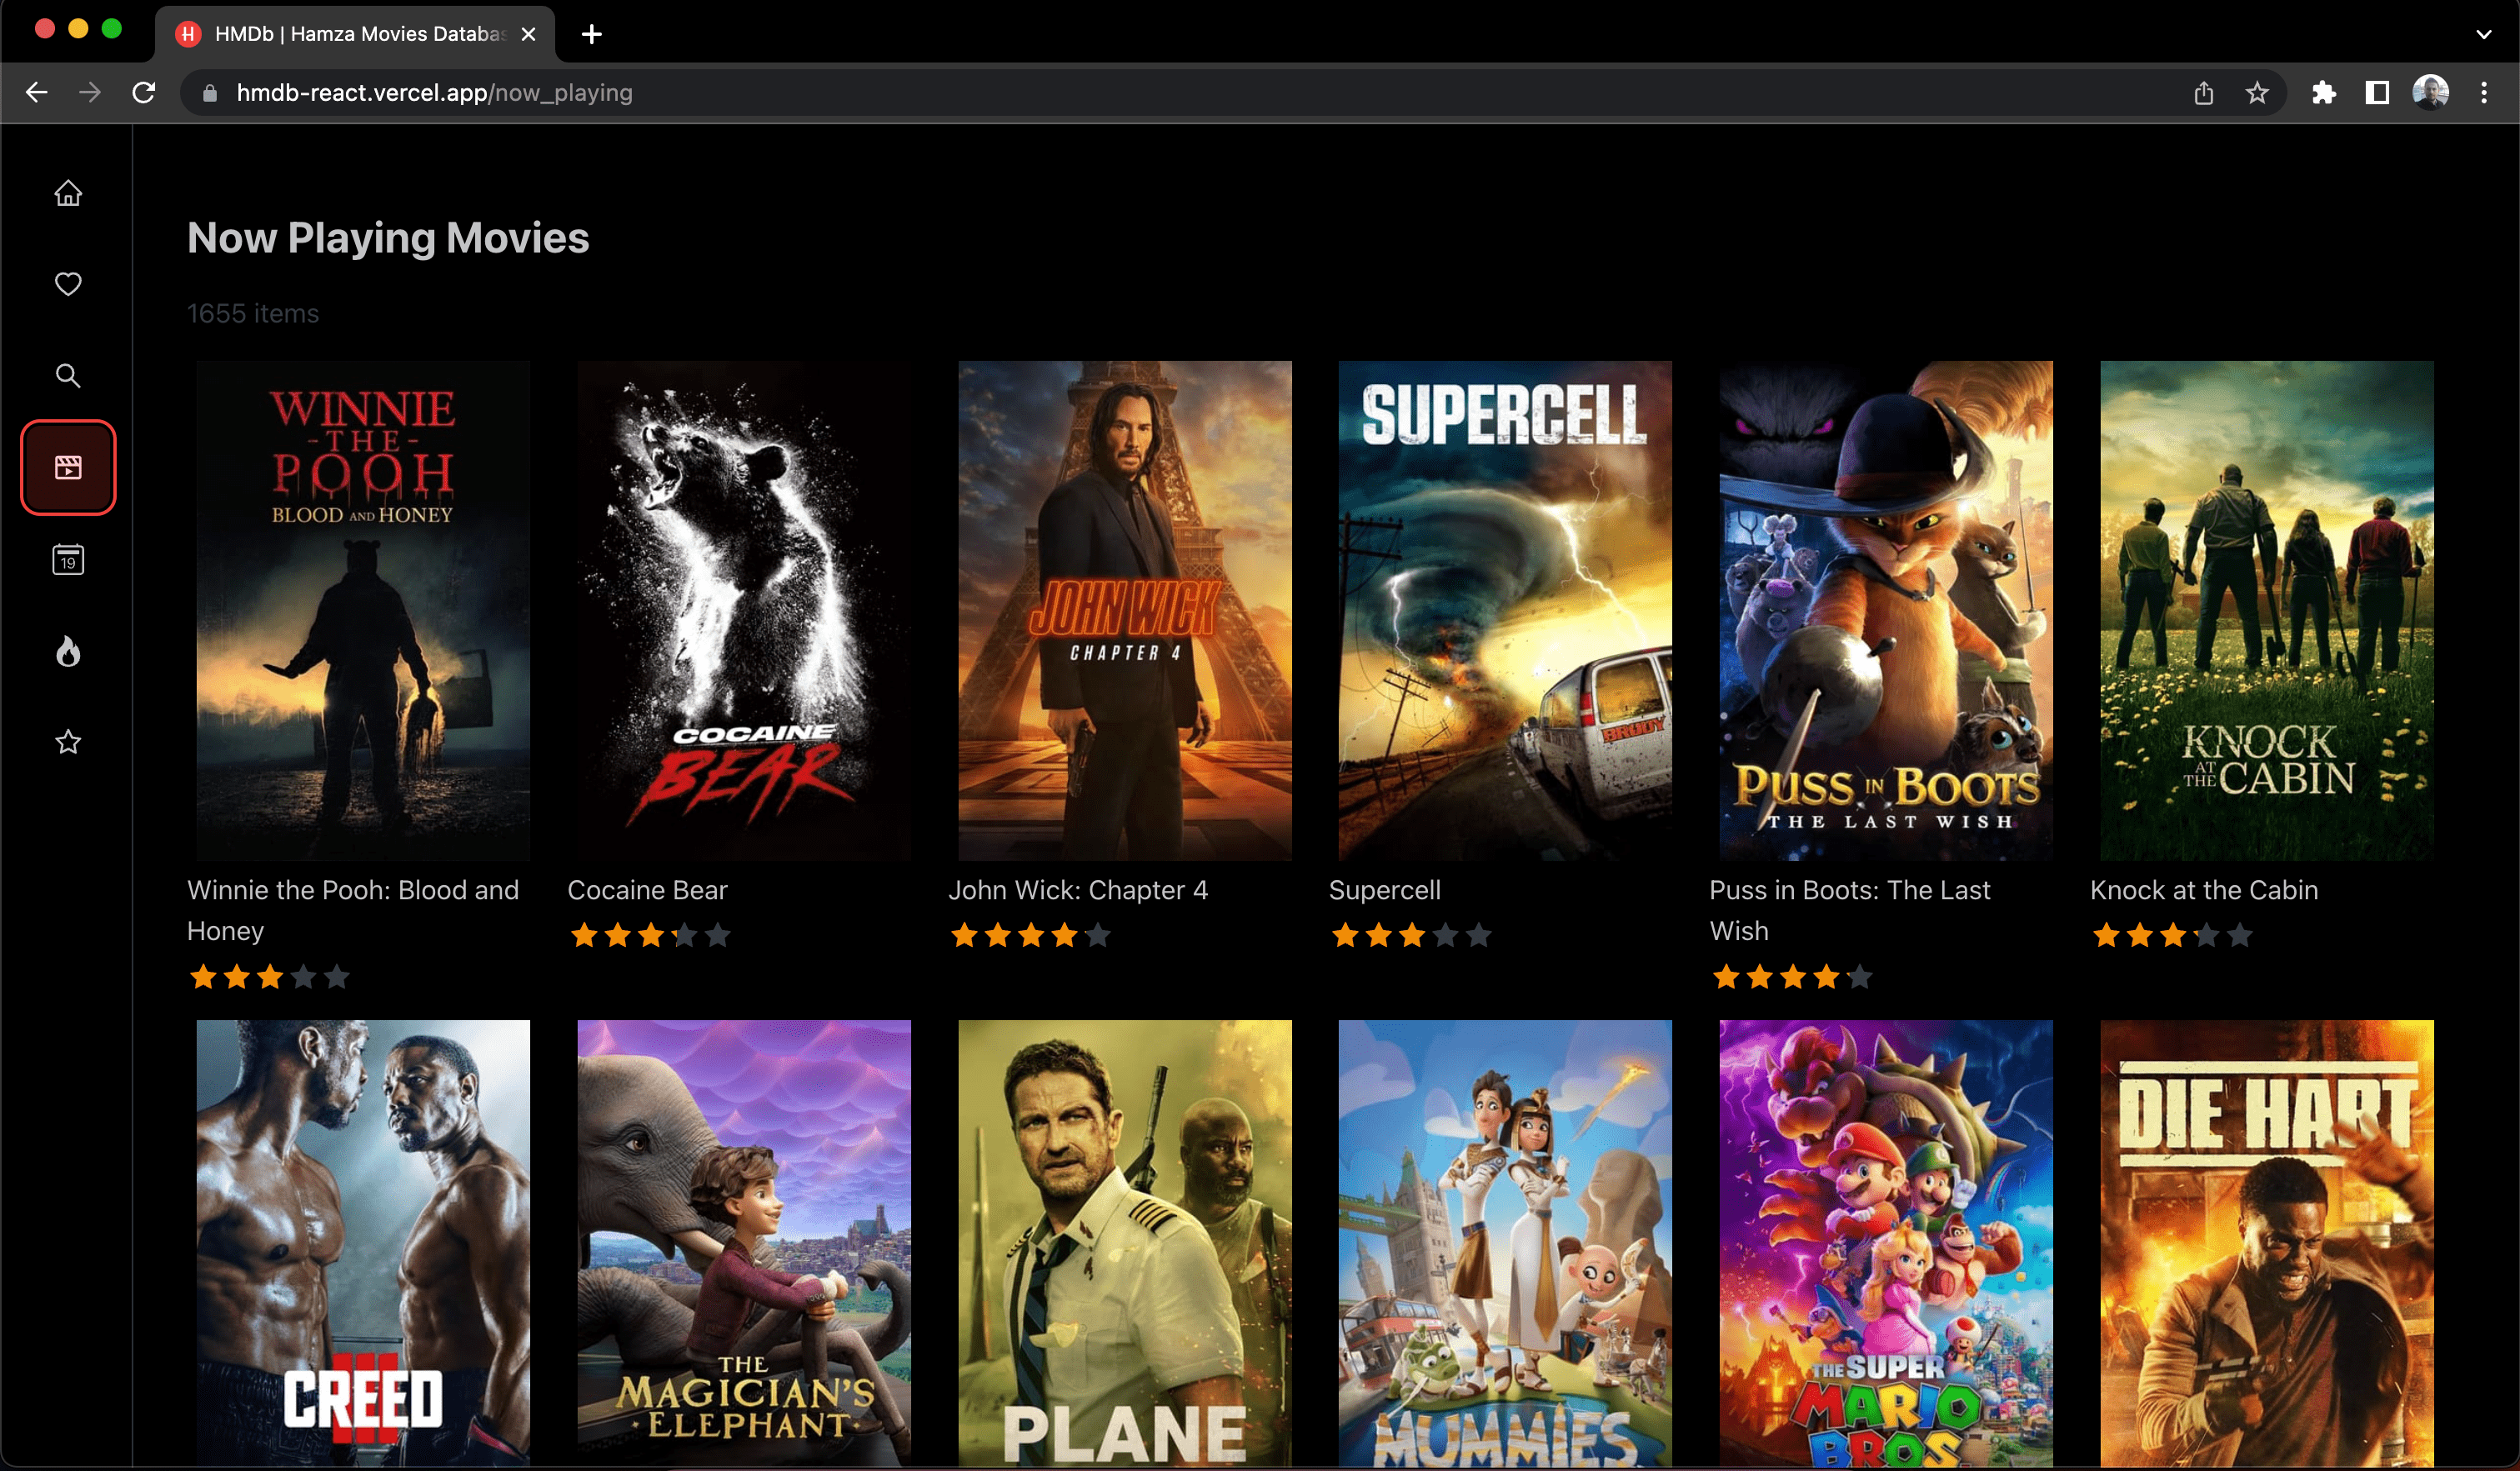 HMDb | Hamza Movies Databas
hmdb-react.vercel.app/now_playing
Now Playing Movies
1655 items
19
WINNIE
-THE-
POOH
BLOOD AND HONEY
COCAINE
BEAR
JOHN WICK
CHAPTER 4
SUPERCELL
BRODY
PUSS IN BOOTS
THE LAST WISH
KNOCK
AT
THE CABIN
Winnie the Pooh: Blood and
Honey
Cocaine Bear
John Wick: Chapter 4
Supercell
Puss in Boots: The Last
Wish
Knock at the Cabin
CREED
III
THE
MAGICIAN'S
ELEPHANT
PLANE
MUMMIES
THE SUPER
MARIO
BROS.
DIE HART